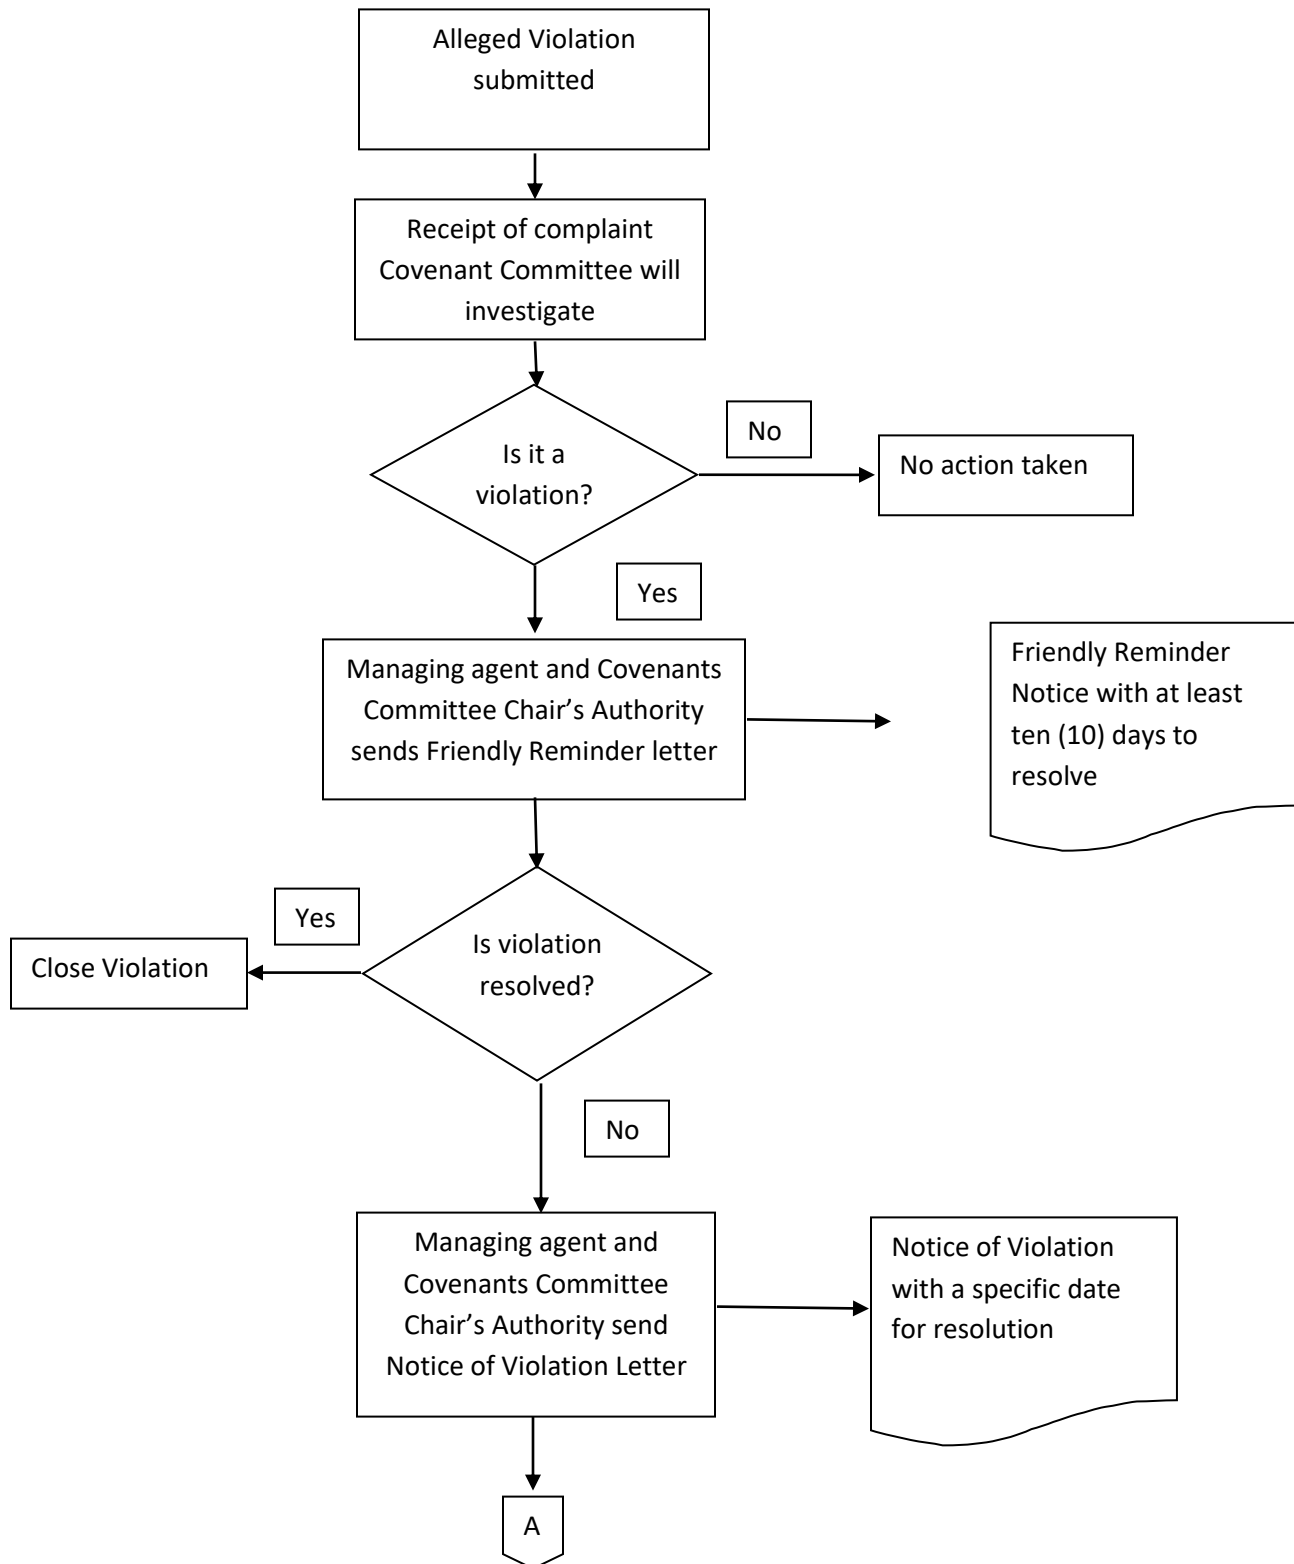 Alleged Violation
submitted
Receipt of complaint
Covenant Committee will
investigate
Is it a
violation?
No
No action taken
Yes
Managing agent and Covenants
Committee Chair’s Authority
sends Friendly Reminder letter
Friendly Reminder
Notice with at least
ten (10) days to
resolve
Is violation
resolved?
Yes
Close Violation
No
Managing agent and
Covenants Committee
Chair’s Authority send
Notice of Violation Letter
Notice of Violation
with a specific date
for resolution
A